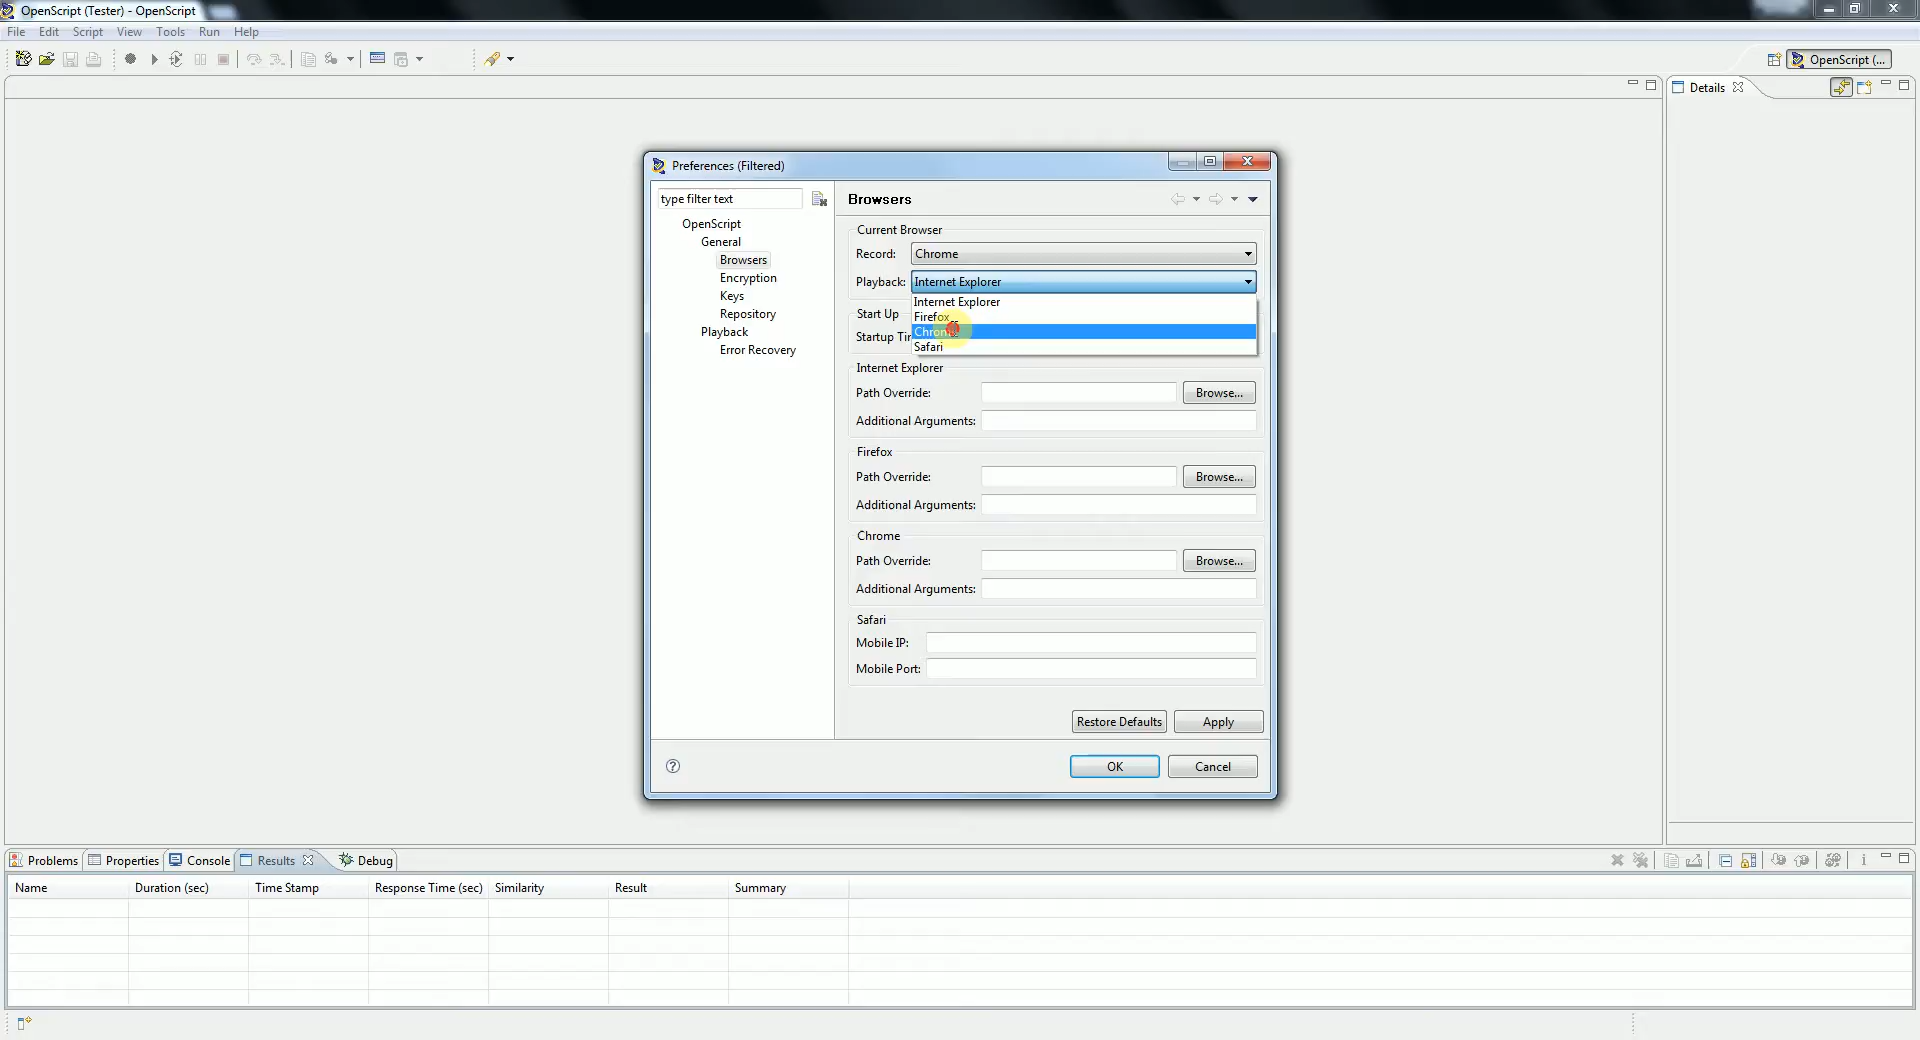 OpenScript (Tester) - OpenScript
File Edit Script View Tools Run Help
OpenScript (...
Details
Preferences (Filtered)
type filter text
OpenScript
General
Browsers
Encryption
Keys
Repository
Playback
Error Recovery
Browsers
Current Browser
Record: Chrome
Playback: Internet Explorer
Internet Explorer
Firefox
Chrome
Safari
Start Up
Startup Ti
Internet Explorer
Path Override: Browse...
Additional Arguments:
Firefox
Path Override: Browse...
Additional Arguments:
Chrome
Path Override: Browse...
Additional Arguments:
Safari
Mobile IP:
Mobile Port:
Restore Defaults Apply
OK Cancel
Problems Properties Console Results Debug
Name Duration (sec) Time Stamp Response Time (sec) Similarity Result Summary